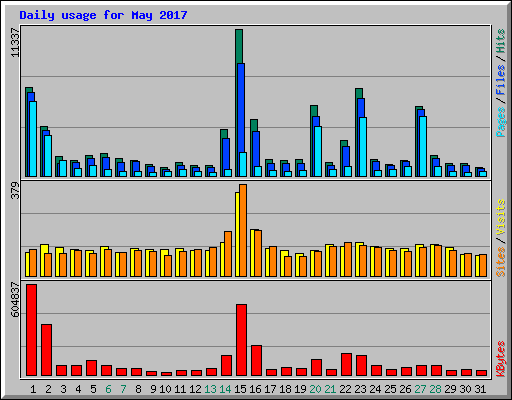 Daily usage for May 2017
11337
Pages / Files / Hits
379
Sites / Visits
604837
KBytes
1 2 3 4 5 6 7 8 9 10 11 12 13 14 15 16 17 18 19 20 21 22 23 24 25 26 27 28 29 30 31